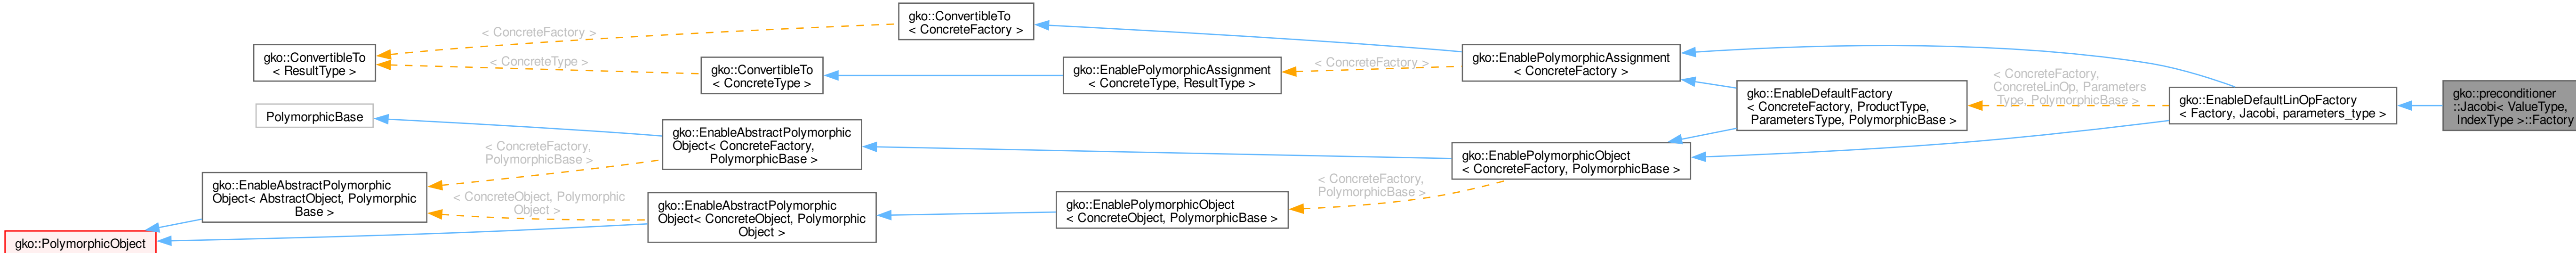 gko::ConvertibleTo
< ConcreteFactory >
< ConcreteFactory >
gko::ConvertibleTo
< ResultType >
< ConcreteType >
gko::ConvertibleTo
< ConcreteType >
gko::EnablePolymorphicAssignment
< ConcreteType, ResultType >
< ConcreteFactory >
gko::EnablePolymorphicAssignment
< ConcreteFactory >
gko::EnableDefaultFactory
< ConcreteFactory, ProductType,
ParametersType, PolymorphicBase >
< ConcreteFactory,
ConcreteLinOp, Parameters
Type, PolymorphicBase >
gko::EnableDefaultLinOpFactory
< Factory, Jacobi, parameters_type >
gko::preconditioner
::Jacobi< ValueType,
IndexType >::Factory
PolymorphicBase
gko::EnableAbstractPolymorphic
Object< ConcreteFactory,
PolymorphicBase >
< ConcreteFactory,
PolymorphicBase >
gko::EnablePolymorphicObject
< ConcreteFactory, PolymorphicBase >
gko::EnableAbstractPolymorphic
Object< AbstractObject, Polymorphic
Base >
< ConcreteObject, Polymorphic
Object >
gko::EnableAbstractPolymorphic
Object< ConcreteObject, Polymorphic
Object >
gko::EnablePolymorphicObject
< ConcreteObject, PolymorphicBase >
< ConcreteFactory,
PolymorphicBase >
gko::PolymorphicObject